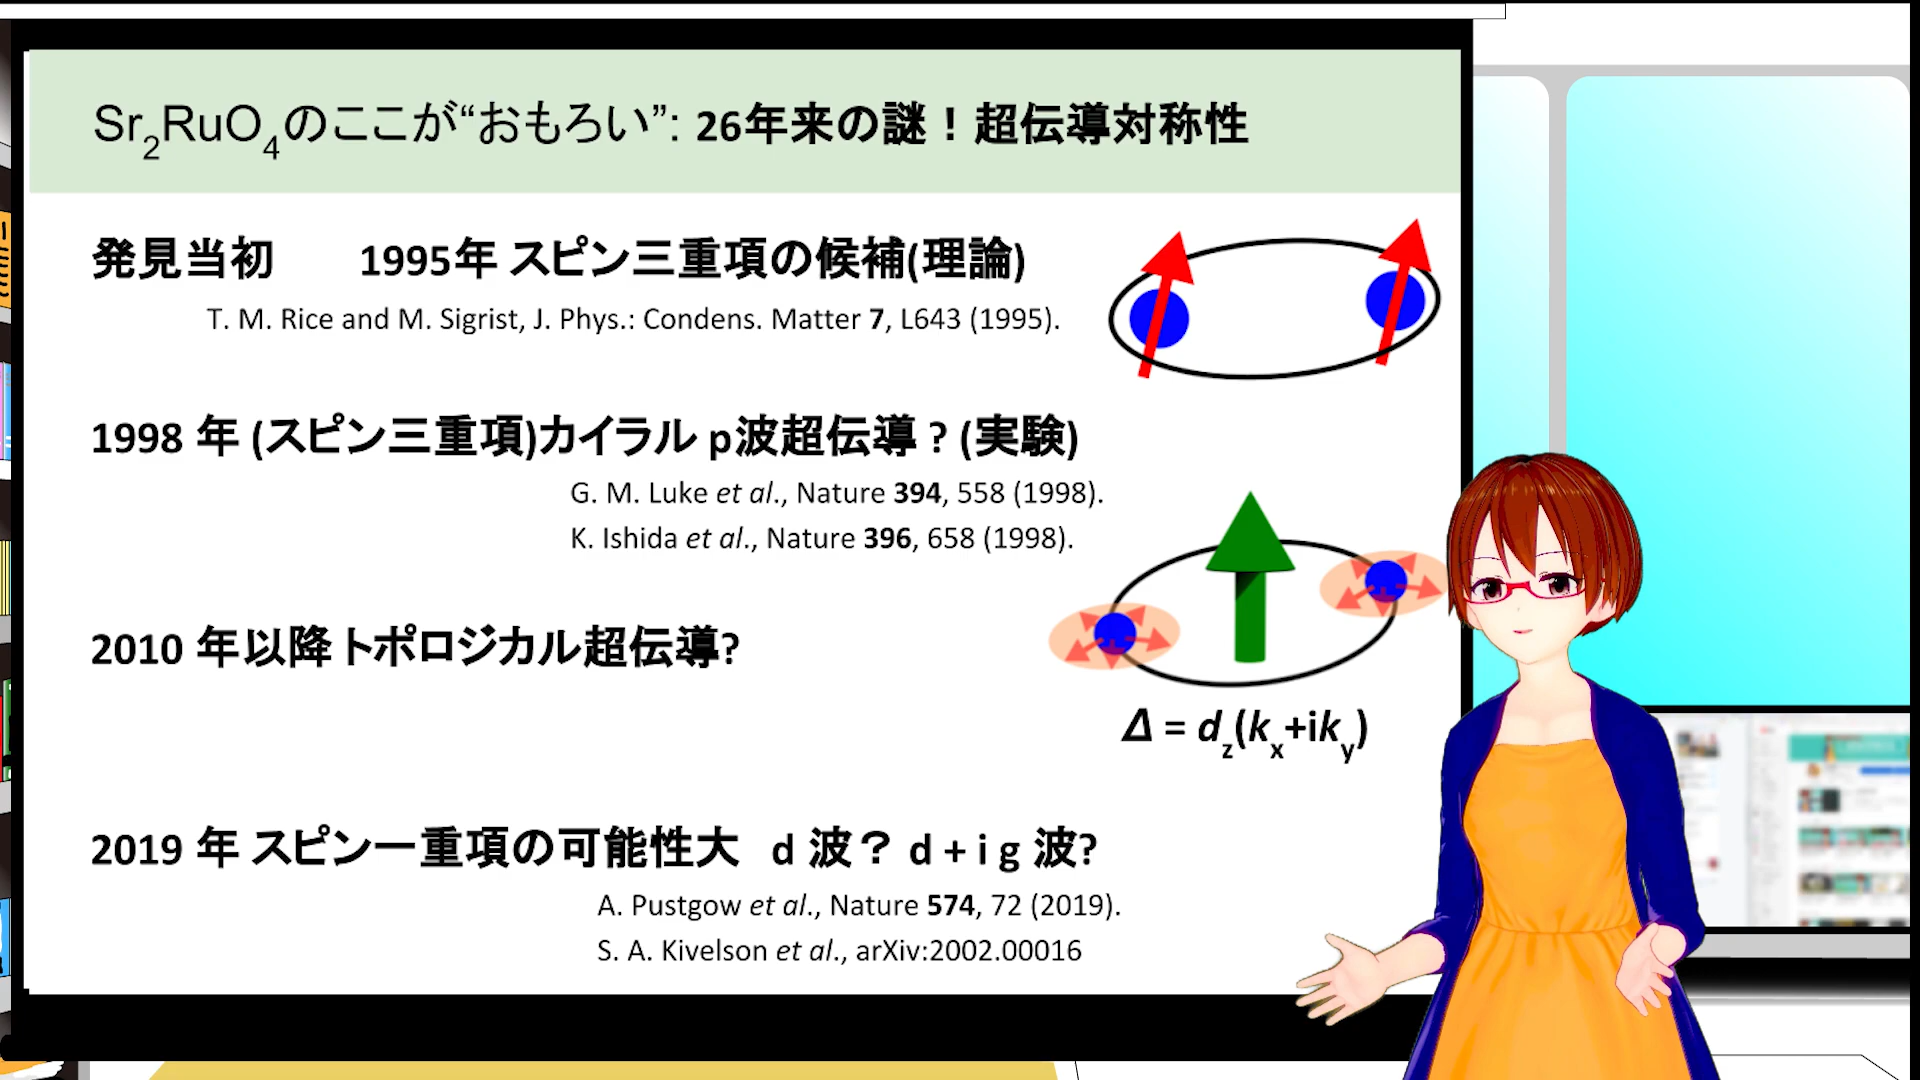 Sr2RuO4のここが“おもろい”: 26年来の謎！超伝導対称性
発見当初 1995年 スピン三重項の候補(理論)
T. M. Rice and M. Sigrist, J. Phys.: Condens. Matter 7, L643 (1995).
1998 年 (スピン三重項)カイラル p波超伝導？(実験)
G. M. Luke et al., Nature 394, 558 (1998).
K. Ishida et al., Nature 396, 658 (1998).
2010 年以降 トポロジカル超伝導?
Δ = dz(kx+iky)
2019 年 スピン一重項の可能性大 d 波？ d + i g 波?
A. Pustgow et al., Nature 574, 72 (2019).
S. A. Kivelson et al., arXiv:2002.00016